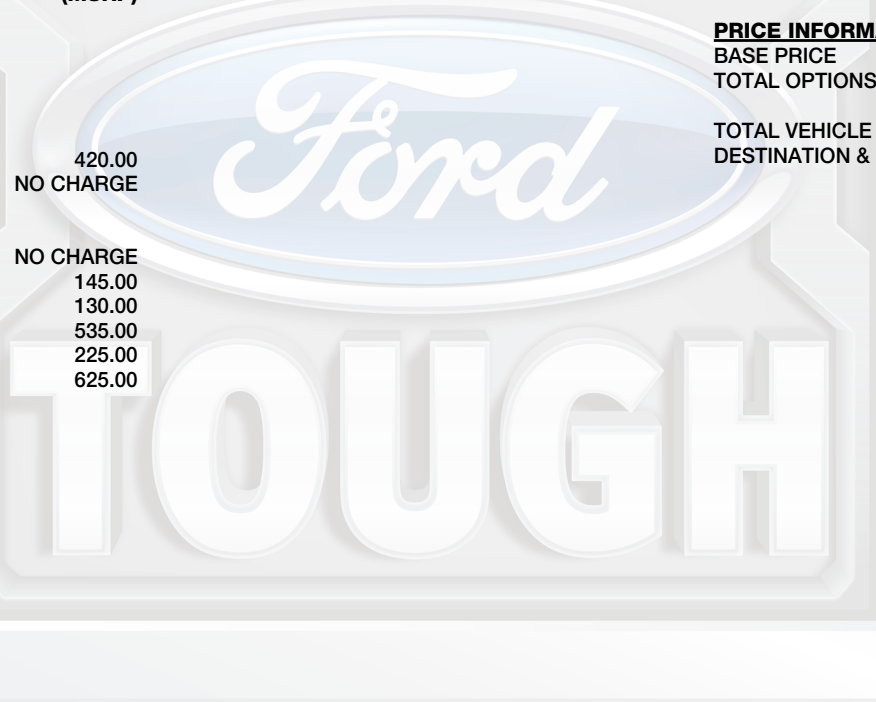 PRICE INFORM
BASE PRICE
TOTAL OPTIONS
TOTAL VEHICLE
DESTINATION &
420.00
NO CHARGE
NO CHARGE
145.00
130.00
535.00
225.00
625.00
Ford
TOUGH